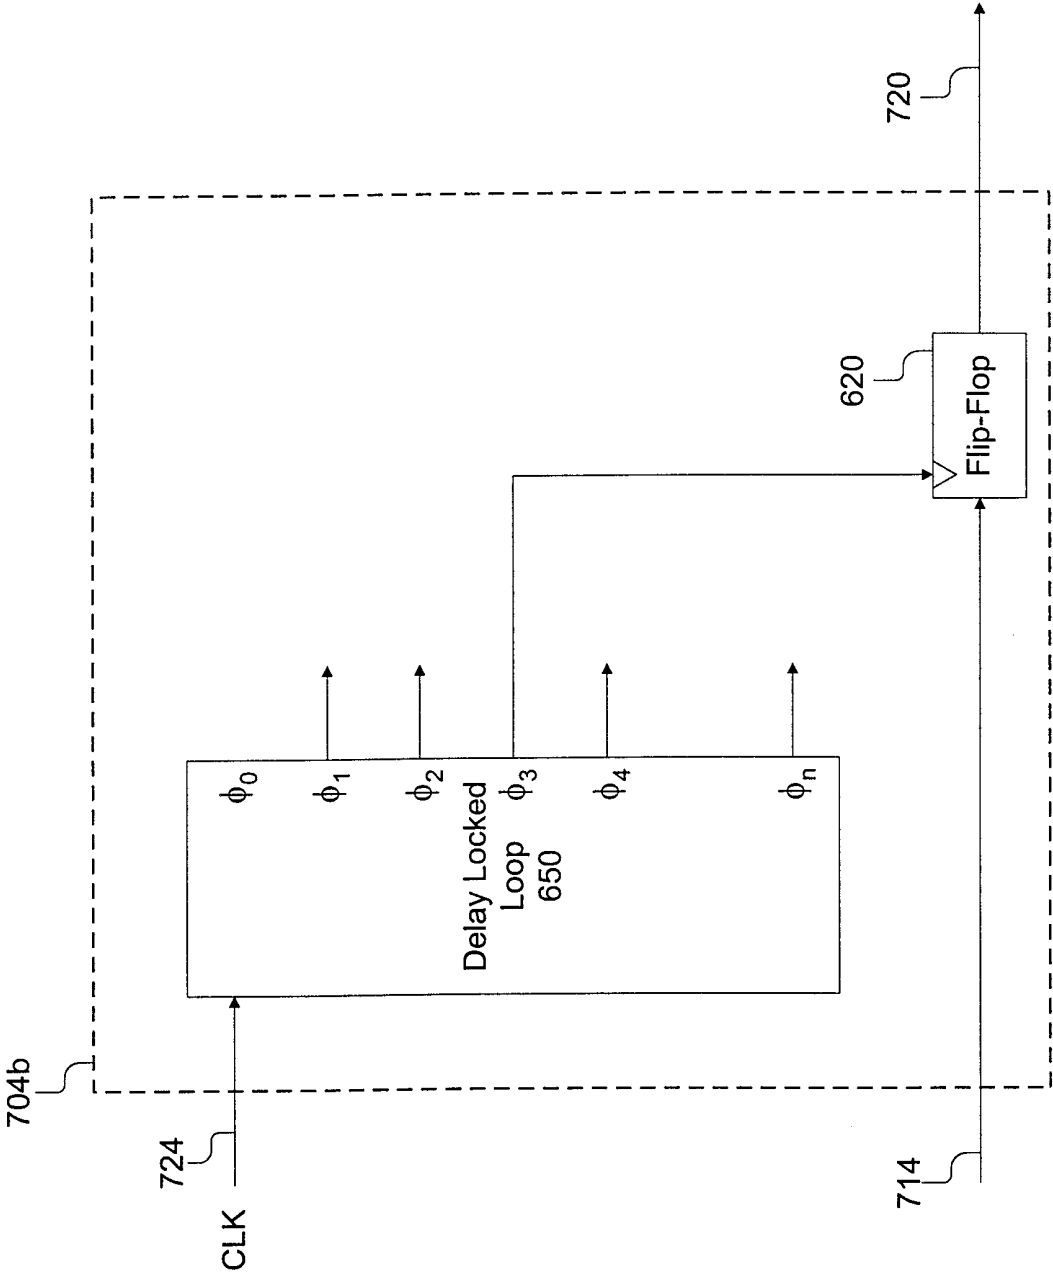 704b
724
CLK
ϕ0
ϕ1
ϕ2
ϕ3
ϕ4
ϕn
Delay Locked
Loop
650
620
Flip-Flop
714
720